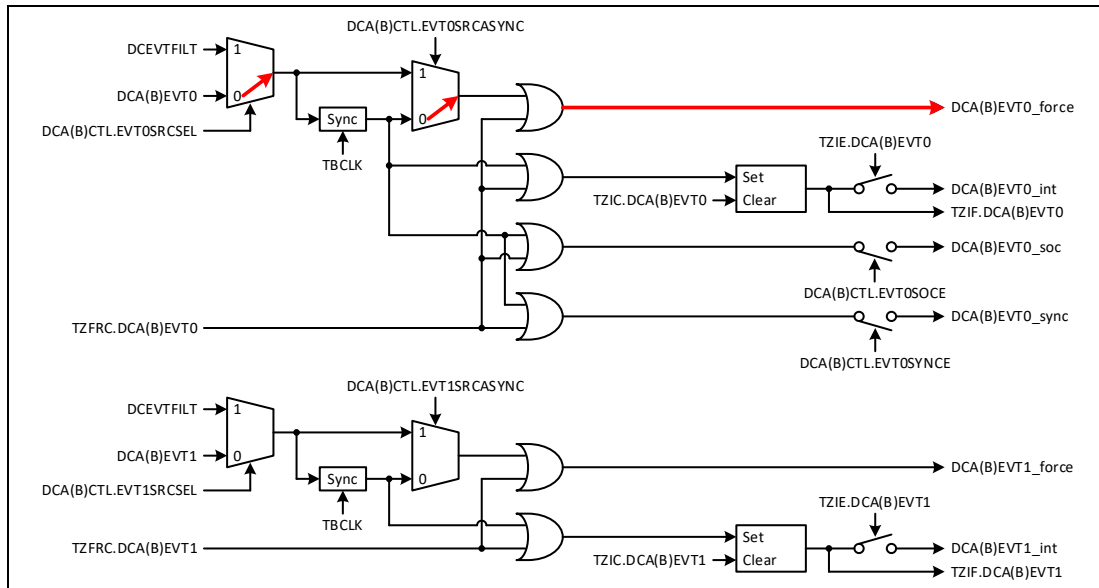 DCA(B)CTL.EVT0SRCASYNC
DCEVTFILT
1
1
DCA(B)EVT0
0
0
DCA(B)EVT0_force
DCA(B)CTL.EVT0SRCSEL
Sync
TBCLK
TZIE.DCA(B)EVT0
Set
Clear
TZIC.DCA(B)EVT0
DCA(B)EVT0_int
TZIF.DCA(B)EVT0
DCA(B)EVT0_soc
DCA(B)CTL.EVT0SOCE
TZFRC.DCA(B)EVT0
DCA(B)EVT0_sync
DCA(B)CTL.EVT0SYNCE
DCA(B)CTL.EVT1SRCASYNC
DCEVTFILT
1
1
DCA(B)EVT1
0
0
DCA(B)EVT1_force
DCA(B)CTL.EVT1SRCSEL
Sync
TBCLK
TZIE.DCA(B)EVT1
TZFRC.DCA(B)EVT1
Set
Clear
TZIC.DCA(B)EVT1
DCA(B)EVT1_int
TZIF.DCA(B)EVT1